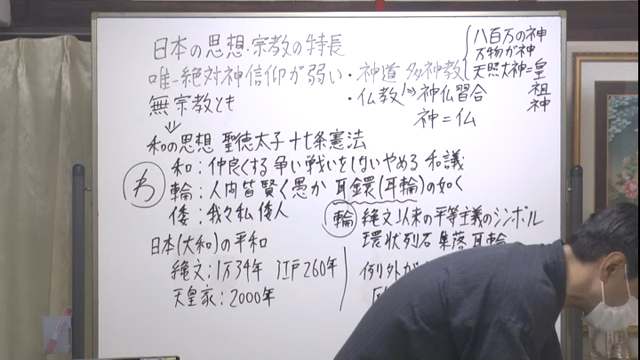 日本の思想・宗教の特長
唯一絶対神信仰が弱い・神道 多神教
八百万の神
万物が神
天照大神=皇祖神
無宗教とも
・仏教⇒神仏習合
神=仏
和の思想 聖徳太子 十七条憲法
わ
和:仲良くする 争い戦いをしないやめる 和議
輪:人内皆賢く愚か 耳鐶(耳輪)の如く
倭:我々私 倭人
輪 縄文以来の平等主義のシンボル
環状列石 集落 耳輪
日本(大和)の平和
縄文:1万34年 江戸260年
天皇家:2000年
例外が